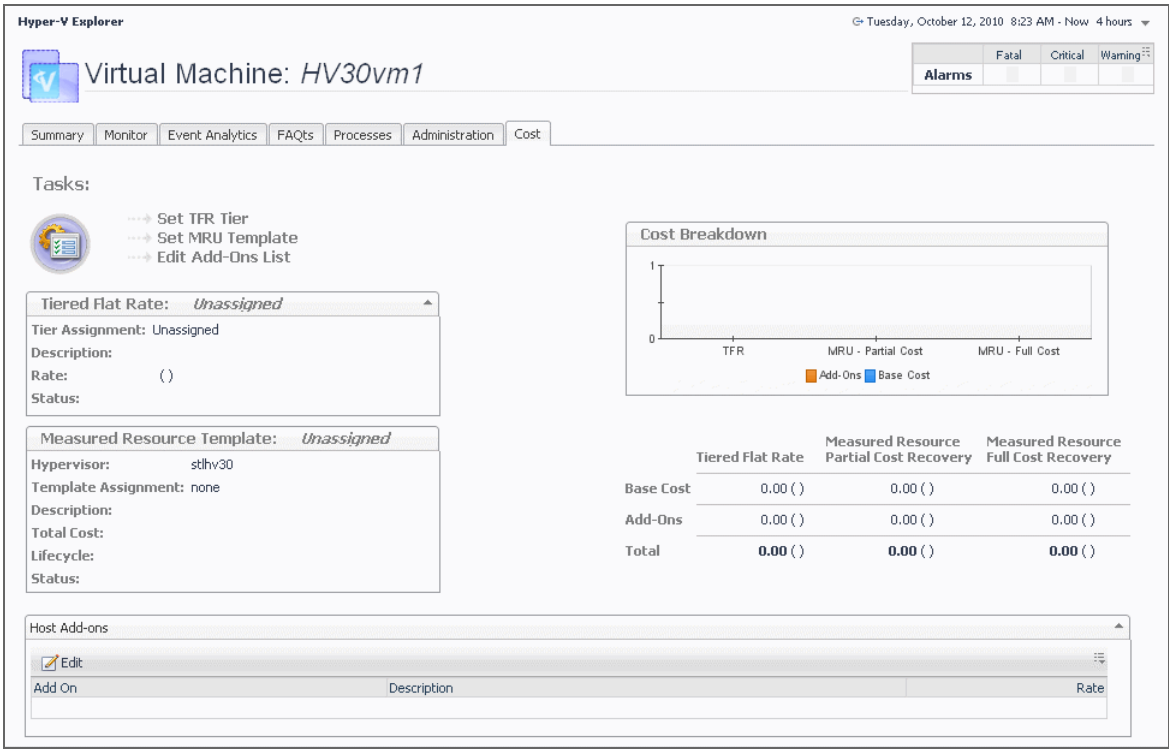 Hyper-V Explorer
Tuesday, October 12, 2010 8:23 AM - Now 4 hours
Virtual Machine: HV30vm1
Fatal Critical Warning
Alarms
Summary Monitor Event Analytics FAQts Processes Administration Cost
Tasks:
Set TFR Tier
Set MRU Template
Edit Add-Ons List
Tiered Flat Rate: Unassigned
Tier Assignment: Unassigned
Description:
Rate: ( )
Status:
Measured Resource Template: Unassigned
Hypervisor: stlhv30
Template Assignment: none
Description:
Total Cost:
Lifecycle:
Status:
Cost Breakdown
1
0
TFR MRU - Partial Cost MRU - Full Cost
Add-Ons Base Cost
Tiered Flat Rate Measured Resource Partial Cost Recovery Measured Resource Full Cost Recovery
Base Cost 0.00 ( ) 0.00 ( ) 0.00 ( )
Add-Ons 0.00 ( ) 0.00 ( ) 0.00 ( )
Total 0.00 ( ) 0.00 ( ) 0.00 ( )
Host Add-ons
Edit
Add On Description Rate